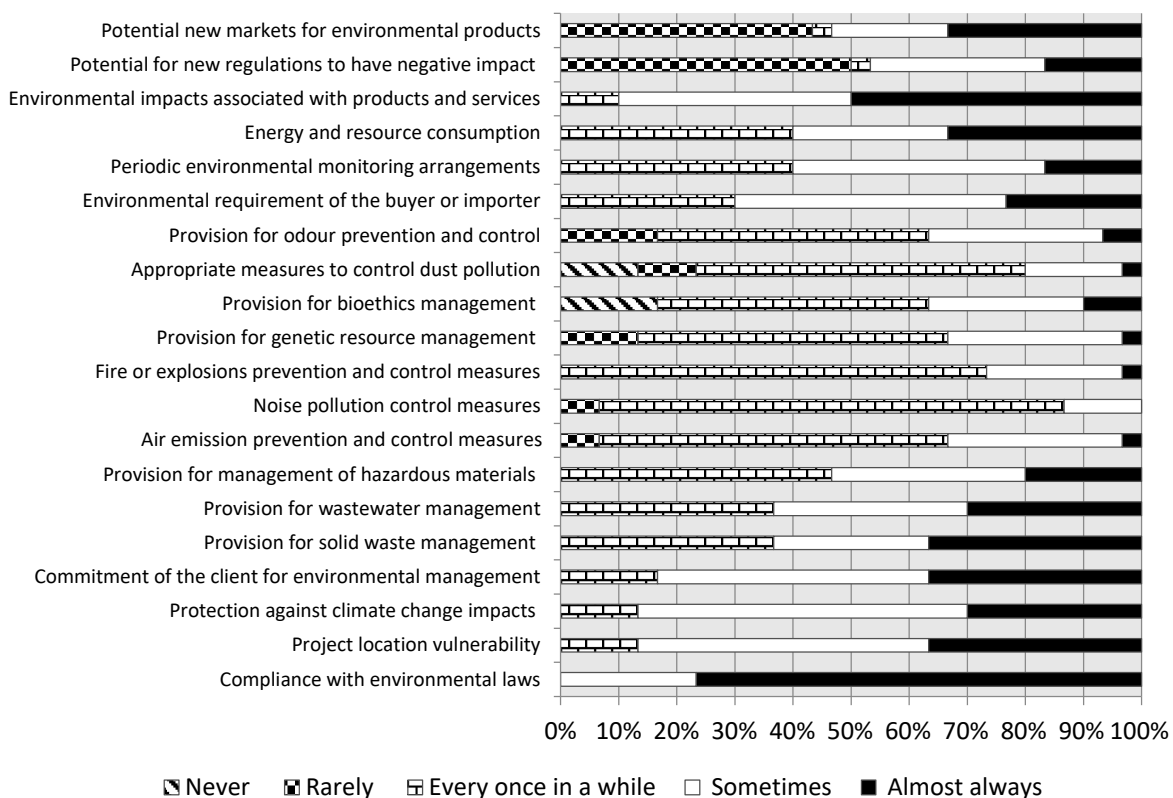 Potential new markets for environmental products
Potential for new regulations to have negative impact
Environmental impacts associated with products and services
Energy and resource consumption
Periodic environmental monitoring arrangements
Environmental requirement of the buyer or importer
Provision for odour prevention and control
Appropriate measures to control dust pollution
Provision for bioethics management
Provision for genetic resource management
Fire or explosions prevention and control measures
Noise pollution control measures
Air emission prevention and control measures
Provision for management of hazardous materials
Provision for wastewater management
Provision for solid waste management
Commitment of the client for environmental management
Protection against climate change impacts
Project location vulnerability
Compliance with environmental laws
0% 10% 20% 30% 40% 50% 60% 70% 80% 90% 100%
Never Rarely Every once in a while Sometimes Almost always